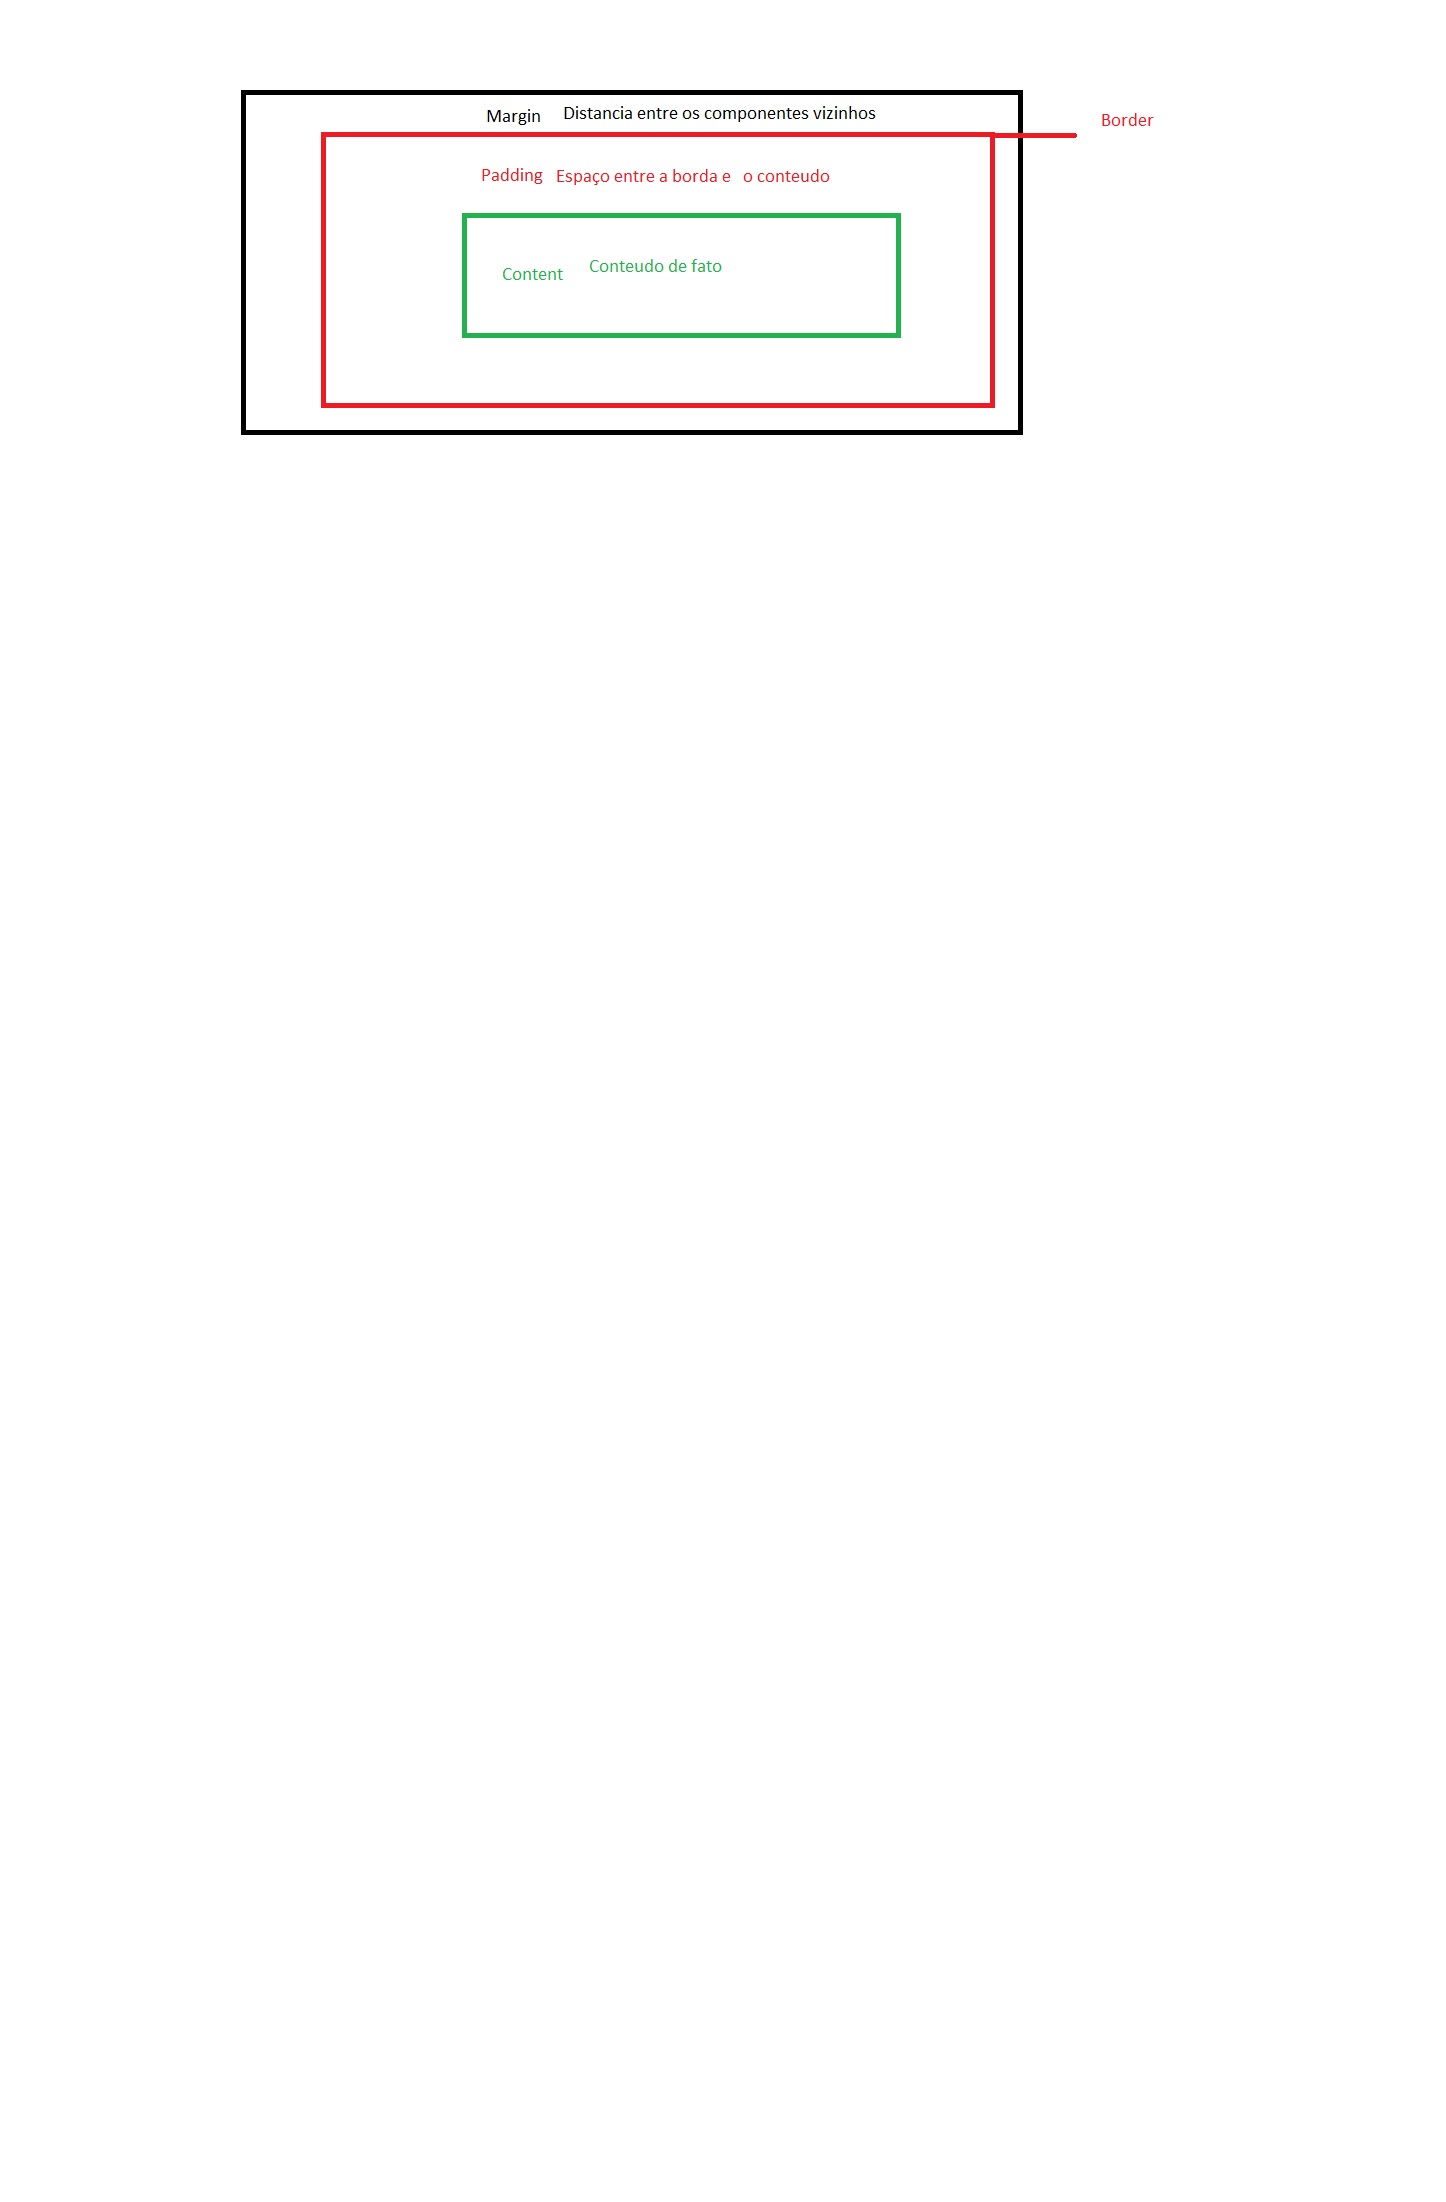 Margin Distancia entre os componentes vizinhos
Border
Padding Espaço entre a borda e o conteudo
Content Conteudo de fato